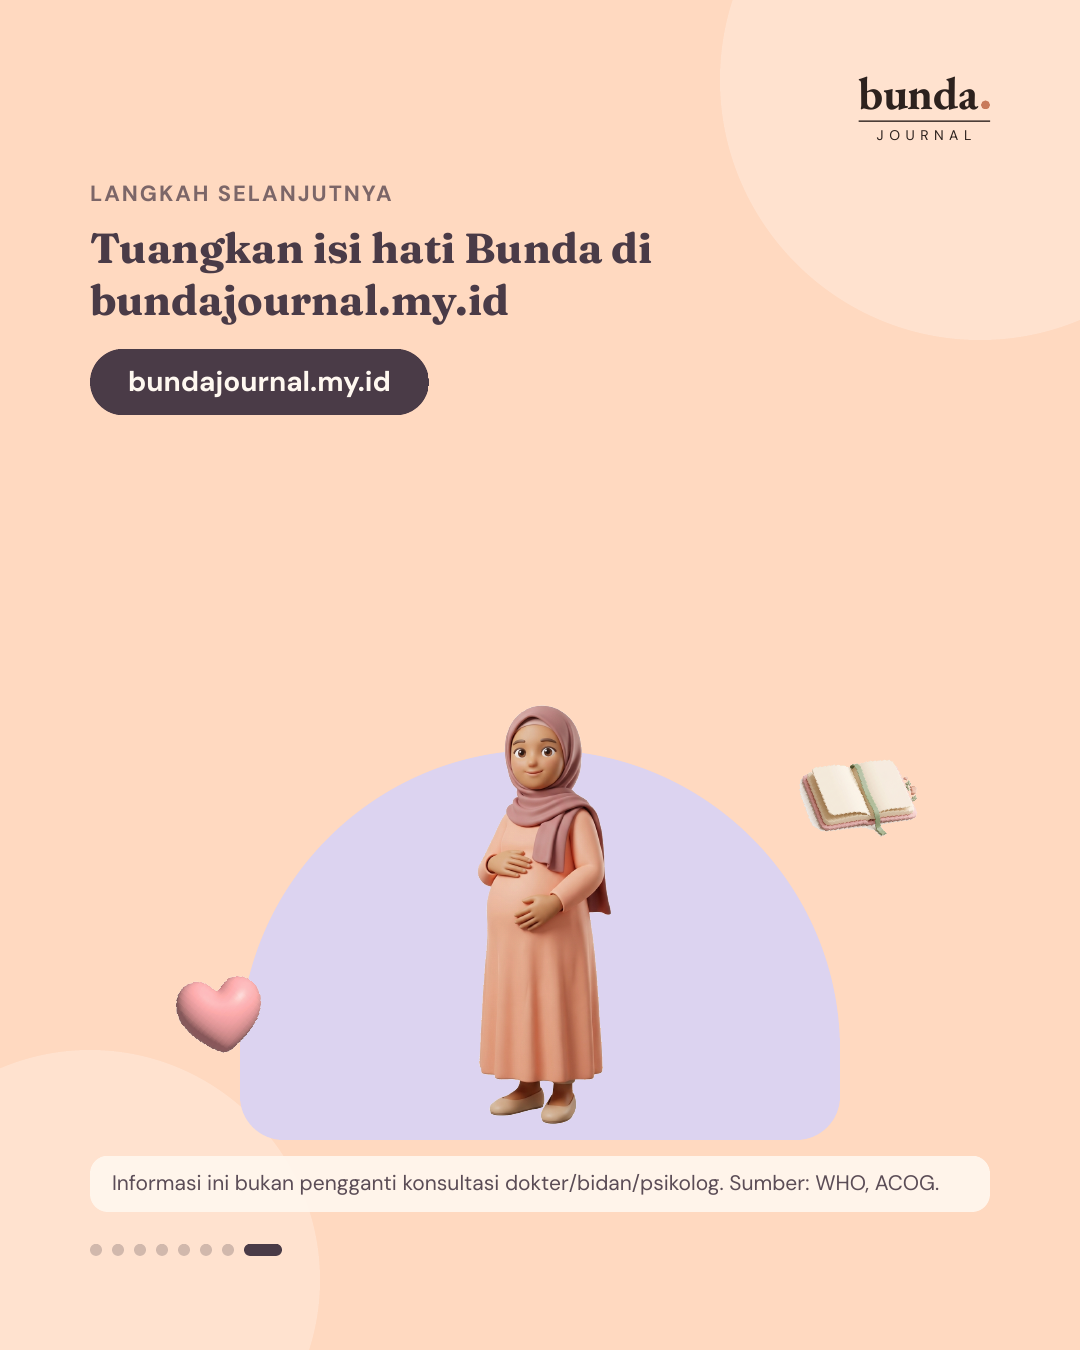 bunda.
JOURNAL
LANGKAH SELANJUTNYA
Tuangkan isi hati Bunda di
bundajournal.my.id
bundajournal.my.id
Informasi ini bukan pengganti konsultasi dokter/bidan/psikolog. Sumber: WHO, ACOG.